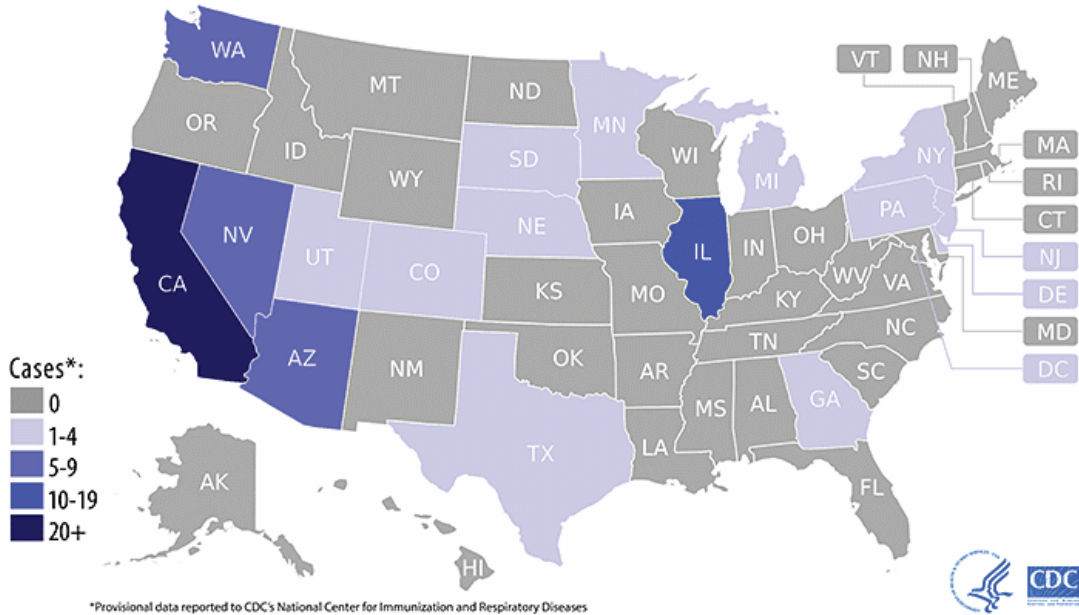 WA
MT
ND
MN
VT
NH
ME
OR
ID
SD
WI
MI
NY
MA
WY
RI
NV
UT
CO
NE
IA
IL
IN
OH
PA
CT
CA
KS
MO
KY
WV
VA
NJ
DE
AZ
NM
OK
AR
TN
NC
MD
DC
TX
LA
MS
AL
GA
SC
FL
AK
HI
Cases*:
0
1-4
5-9
10-19
20+
*Provisional data reported to CDC's National Center for Immunization and Respiratory Diseases
CDC